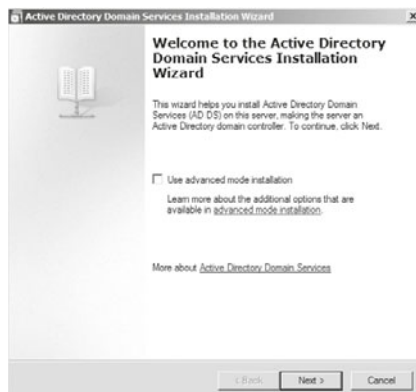 Active Directory Domain Services Installation Wizard
Welcome to the Active Directory
Domain Services Installation
Wizard
This wizard helps you install Active Directory Domain
Services (AD DS) on this server, making the server an
Active Directory domain controller. To continue, click Next.
Use advanced mode installation
Learn more about the additional options that are
available in advanced mode installation.
More about Active Directory Domain Services
< Back Next > Cancel